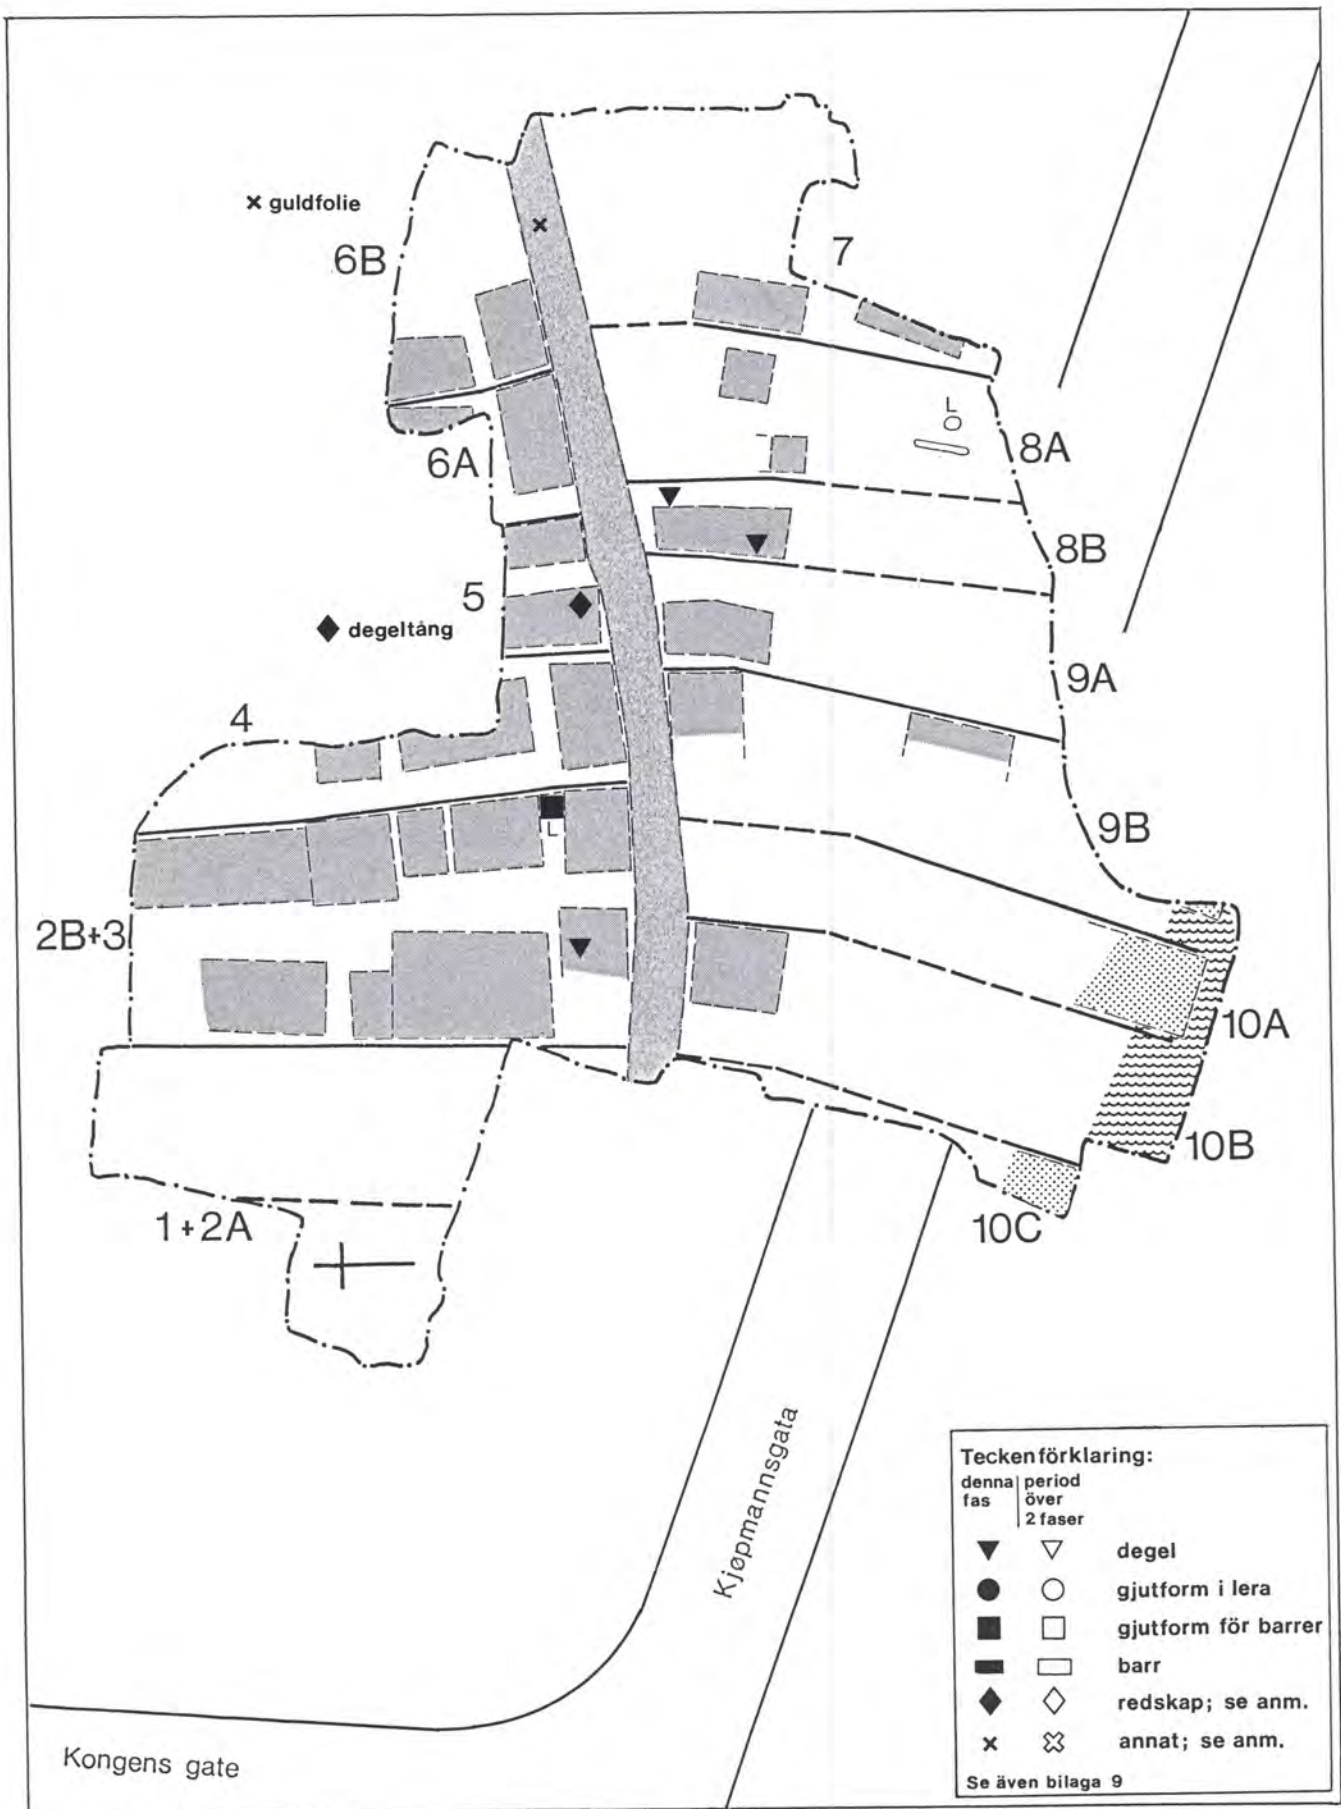 × guldfolie
6B
7
L
8A
6A
8B
5
degeltång
9A
4
9B
L
2B+3
10A
10B
1+2A
10C
Kjøpmannsgata
Kongens gate
Teckenförklaring:
denna period
fas över
2 faser
degel
gjutform i lera
gjutform för barrer
barr
redskap; se anm.
annat; se anm.
Se även bilaga 9